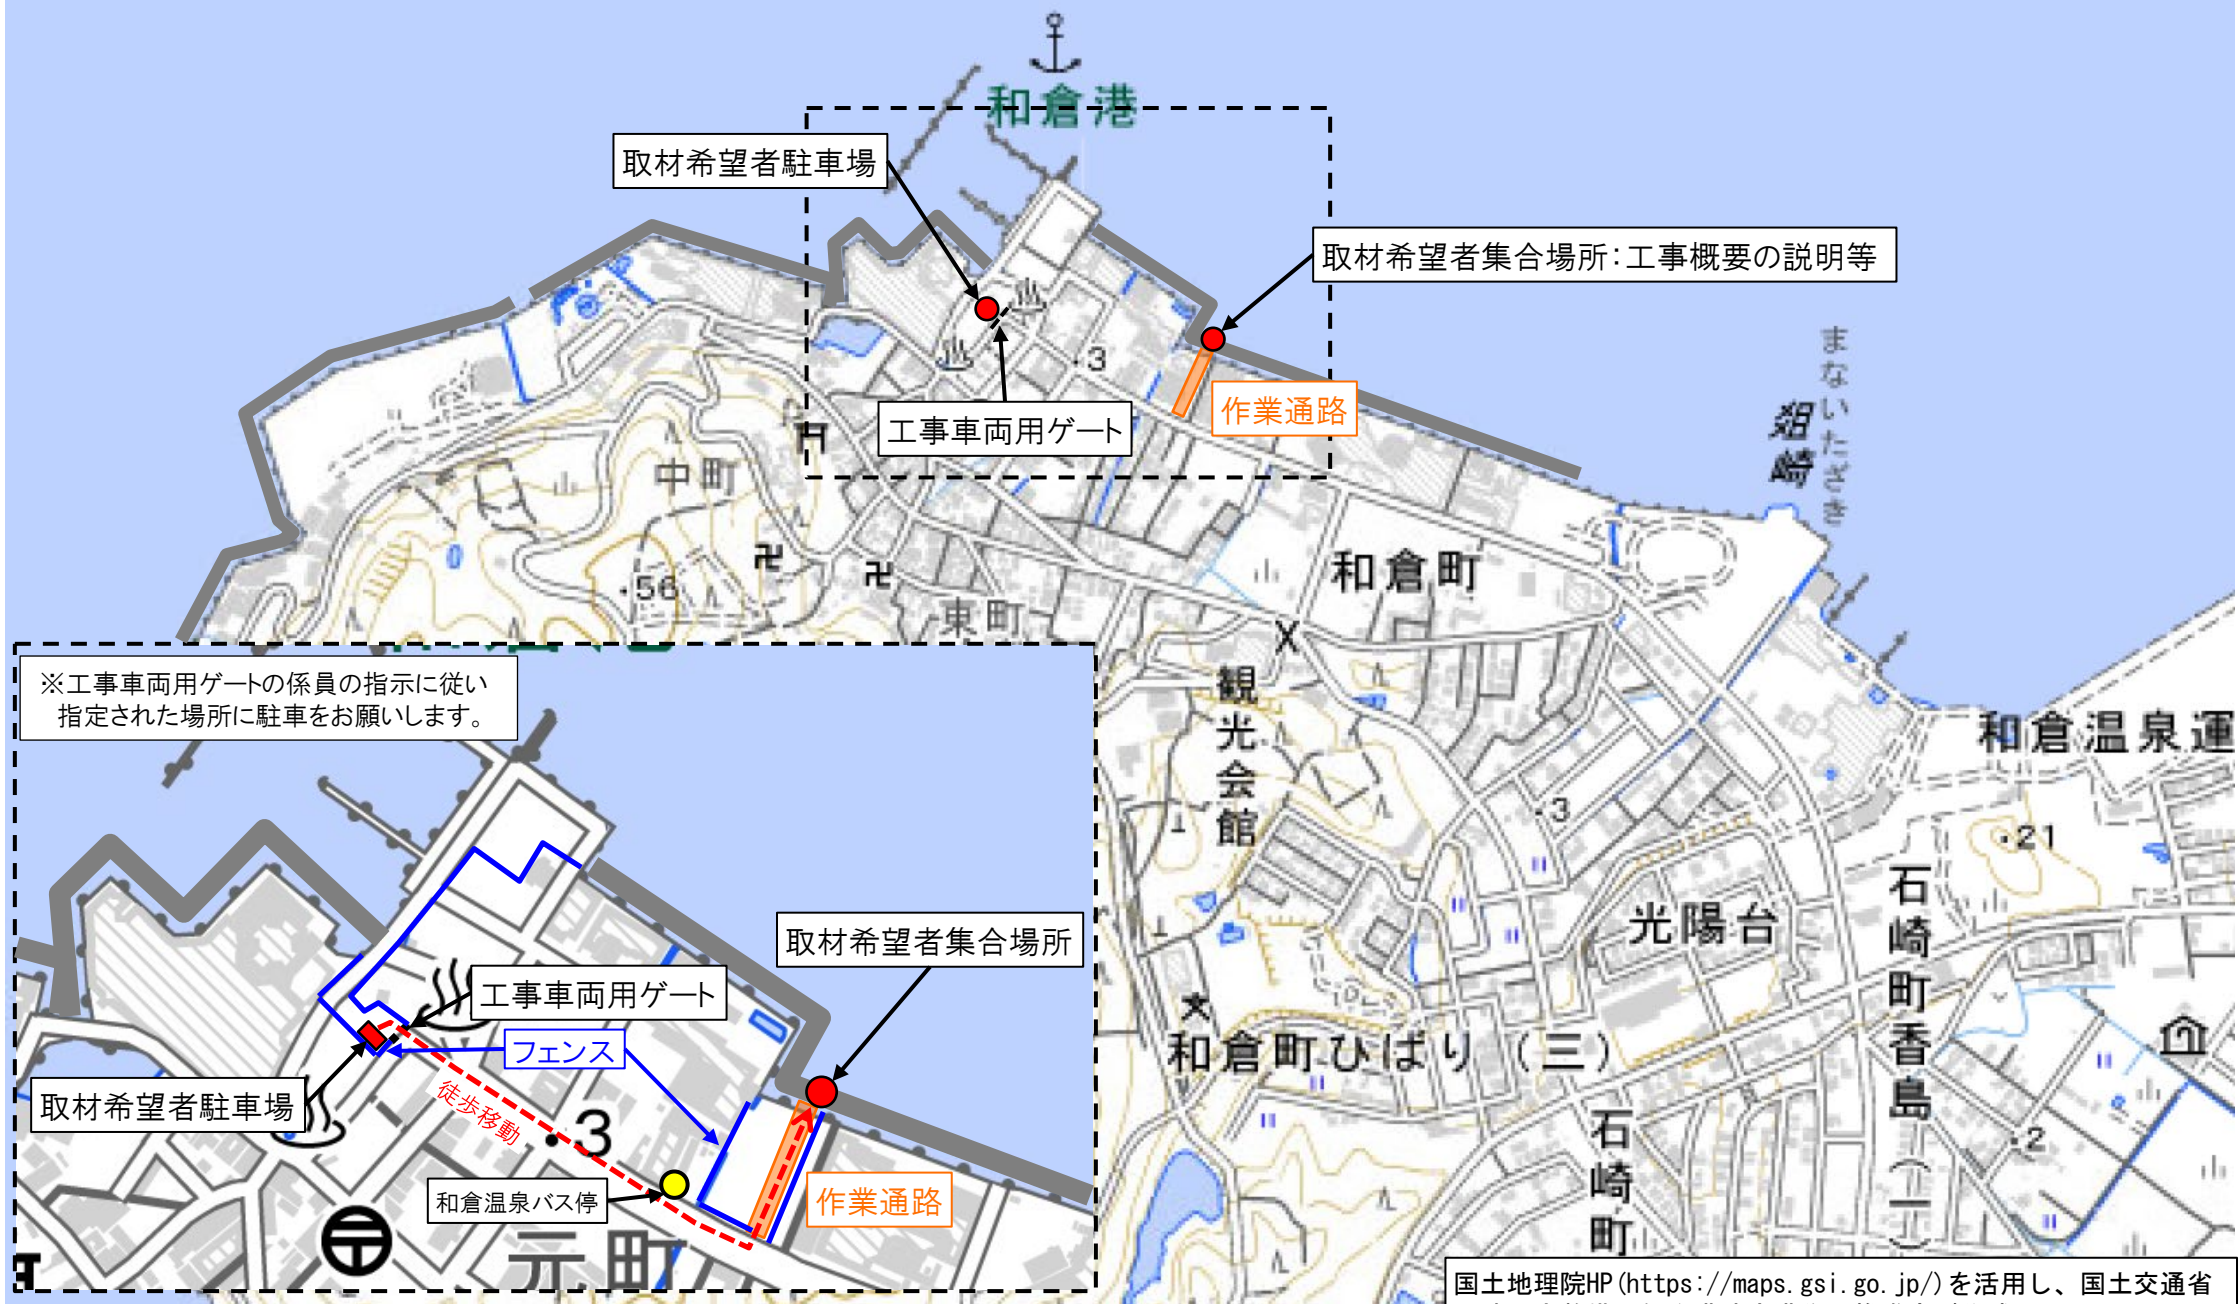 和倉港
取材希望者駐車場
取材希望者集合場所:工事概要の説明等
まないたざき
爼崎
・3
作業通路
工事車両用ゲート
中町
・56
東町
和倉町
観光会館
和倉温泉運
・3
・21
光陽台
石崎町香島(一)
和倉町ひばり(三)
10
石崎町
・2
※工事車両用ゲートの係員の指示に従い
指定された場所に駐車をお願いします。
取材希望者集合場所
工事車両用ゲート
フェンス
取材希望者駐車場
徒歩移動
・3
和倉温泉バス停
作業通路
元町
町
国土地理院HP(https://maps.gsi.go.jp/)を活用し、国土交通省